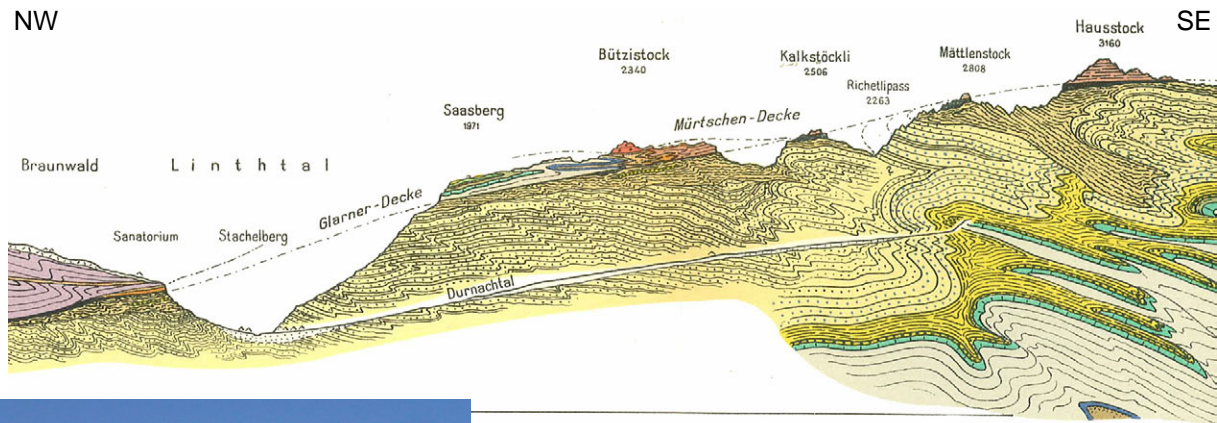 NW
SE
Hausstock
3160
Bützistock
2340
Kalkstöckli
2506
Mättlenstock
2808
Richetlipass
2263
Saasberg
1971
Mürtschen-Decke
Braunwald
Linthtal
Glarner-Decke
Sanatorium
Stachelberg
Durnachtal